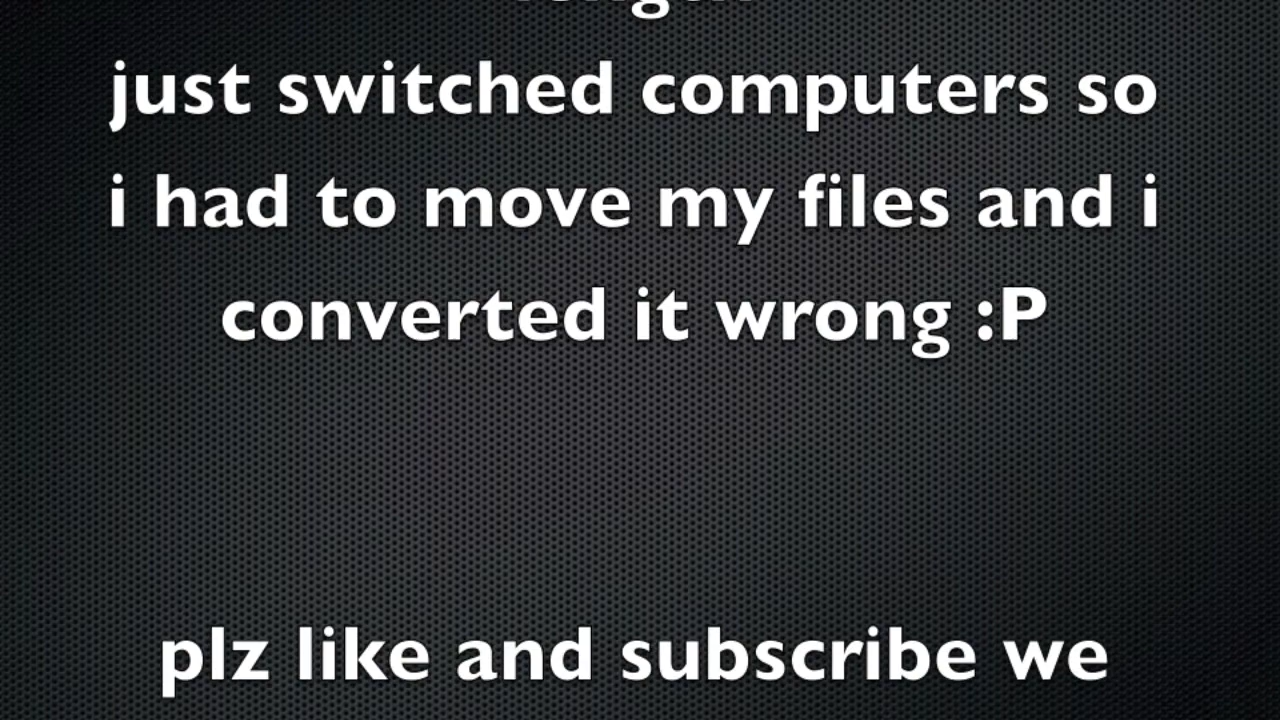 just switched computers so
i had to move my files and i
converted it wrong :P
plz like and subscribe we